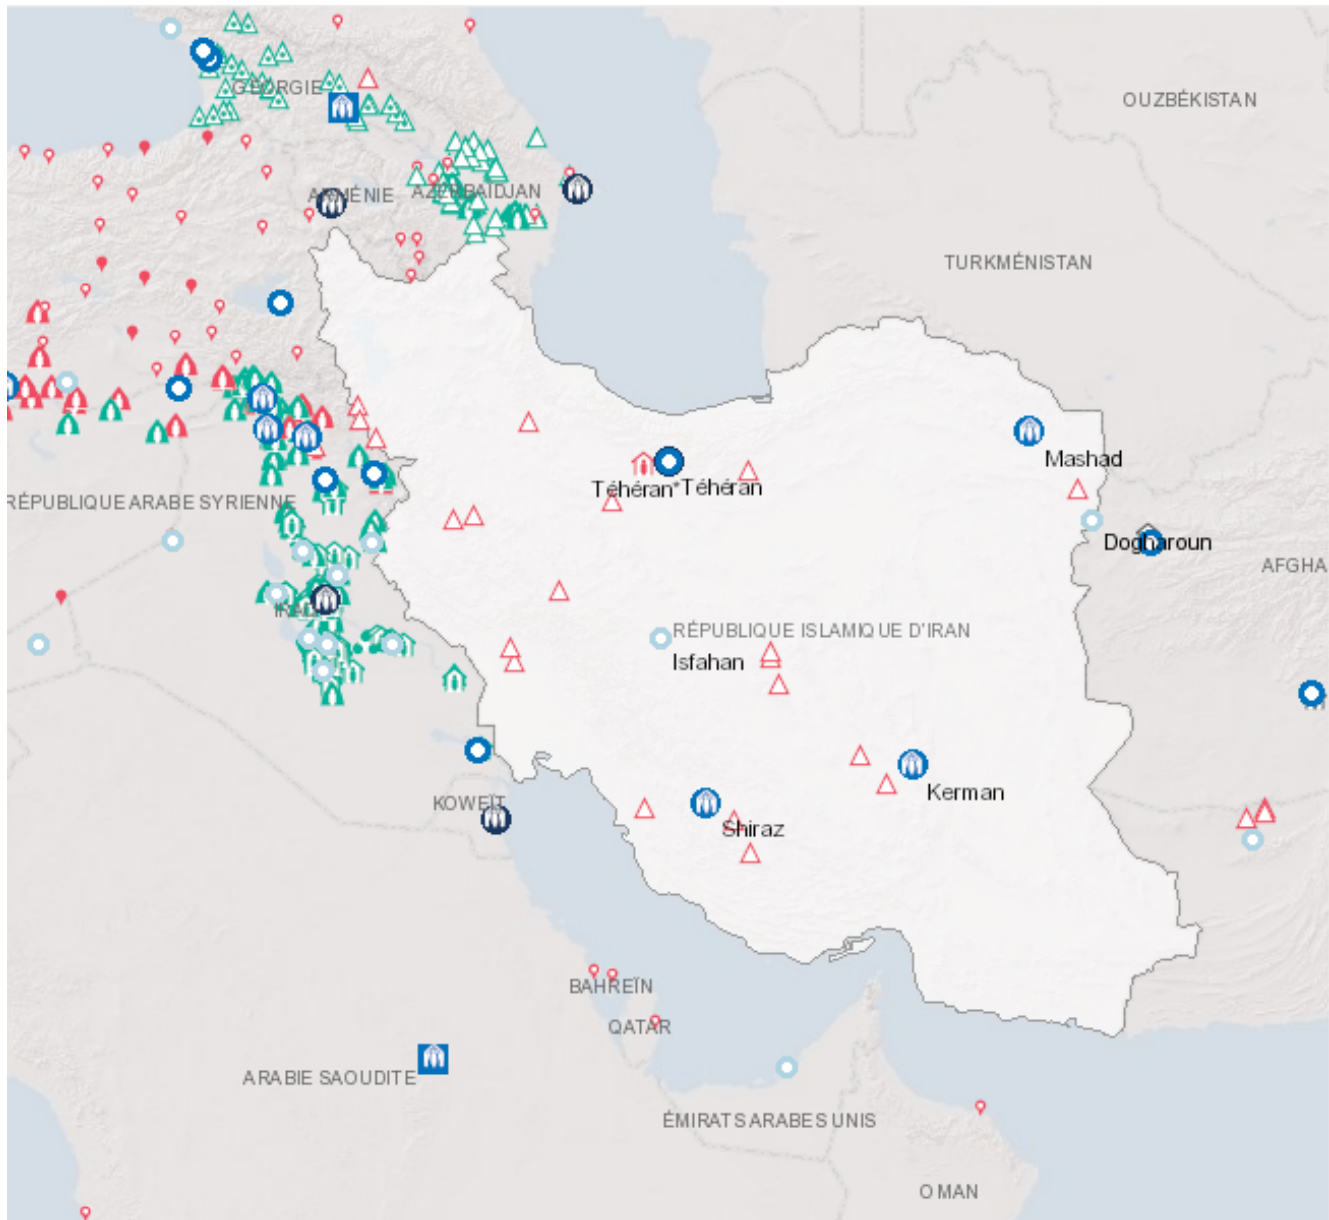 GÉORGIE
OUZBÉKISTAN
ARMÉNIE
AZERBAÏDJAN
TURKMÉNISTAN
Mashad
Téhéran*
Téhéran
RÉPUBLIQUE ARABE SYRIENNE
Dogharoun
AFGHA
IRAQ
RÉPUBLIQUE ISLAMIQUE D'IRAN
Isfahan
Kerman
KOWEÏT
Shiraz
BAHREÏN
QATAR
ARABIE SAOUDITE
ÉMIRATS ARABES UNIS
OMAN